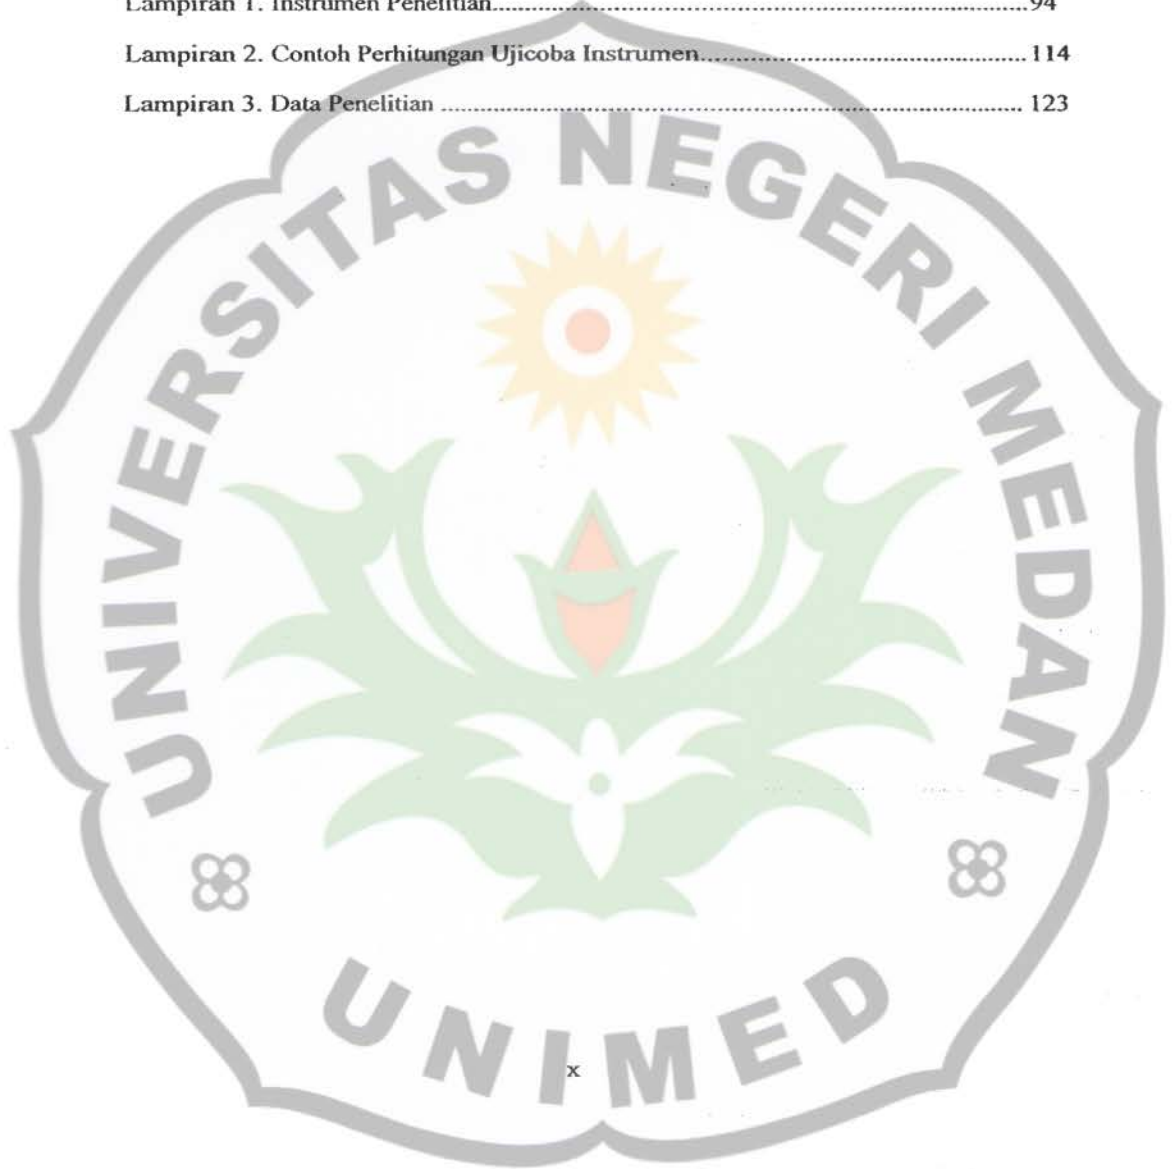 Lampiran 1. Instrumen Penelitian....................................................................................94
Lampiran 2. Contoh Perhitungan Ujicoba Instrumen.................................................... 114
Lampiran 3. Data Penelitian ............................................................................................. 123
UNIVERSITAS NEGERI MEDAN
UNIMED
x